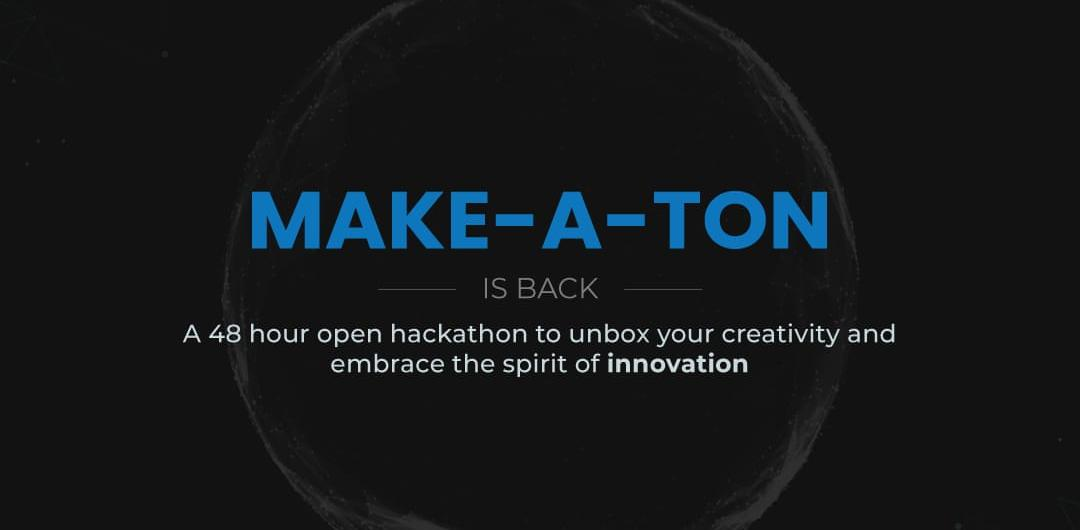 MAKE-A-TON
IS BACK
A 48 hour open hackathon to unbox your creativity and
embrace the spirit of innovation